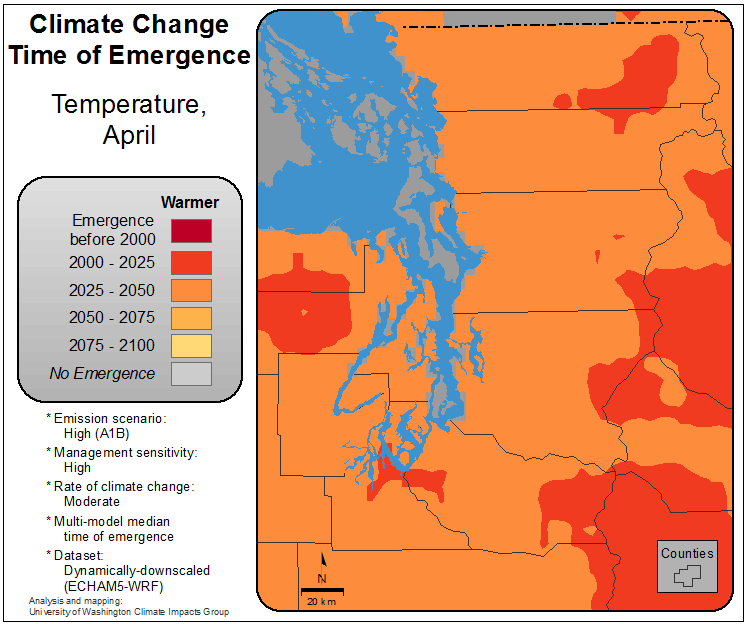 Climate Change
Time of Emergence
Temperature,
April
Warmer
Emergence
before 2000
2000 - 2025
2025 - 2050
2050 - 2075
2075 - 2100
No Emergence
* Emission scenario:
High (A1B)
* Management sensitivity:
High
* Rate of climate change:
Moderate
* Multi-model median
time of emergence
* Dataset:
Dynamically-downscaled
(ECHAM5-WRF)
Analysis and mapping:
University of Washington Climate Impacts Group
N
20 km
Counties